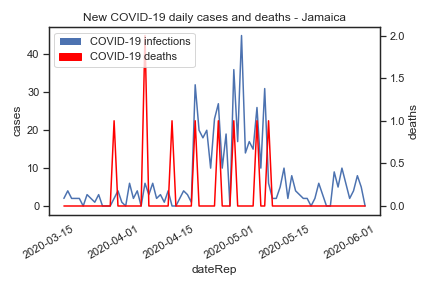 New COVID-19 daily cases and deaths - Jamaica
COVID-19 infections
COVID-19 deaths
cases
40
30
20
10
0
2.0
1.5
1.0
0.5
0.0
deaths
2020-03-15
2020-04-01
2020-04-15
2020-05-01
2020-05-15
2020-06-01
dateRep